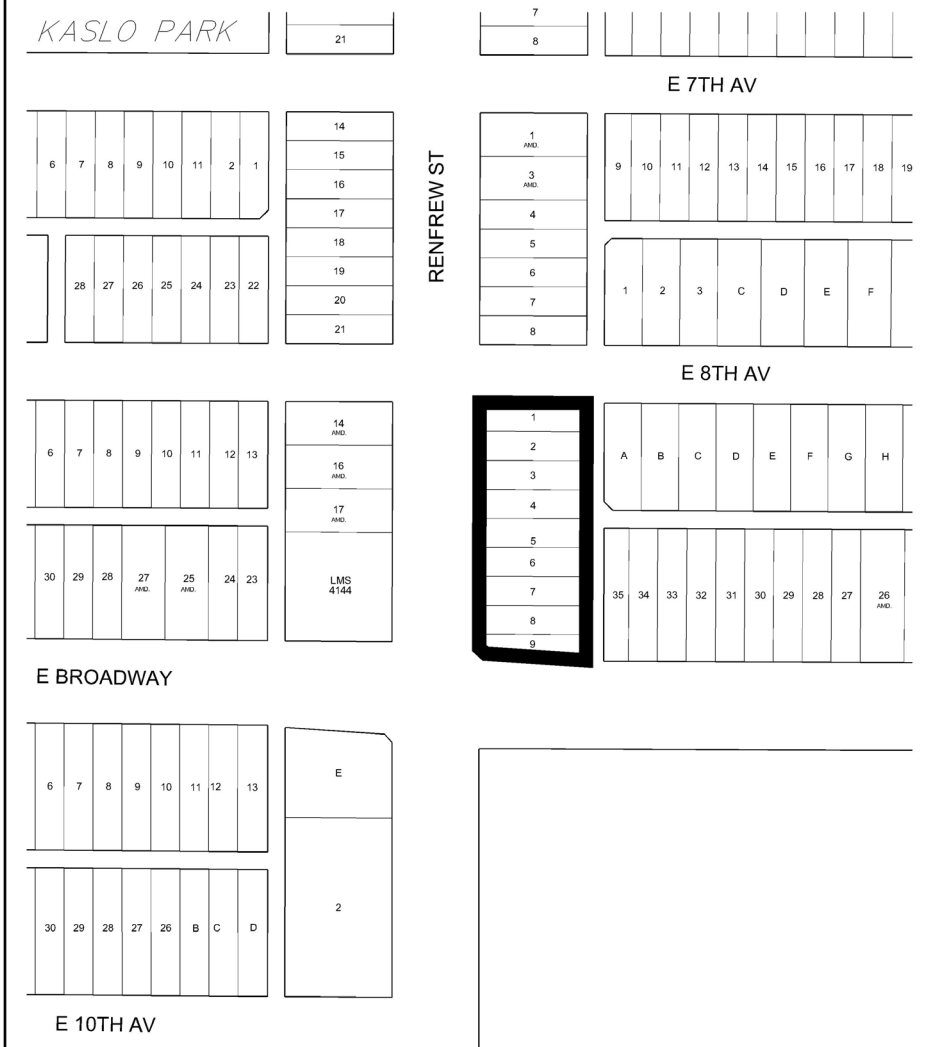 KASLO PARK
21
7
8
E 7TH AV
6 7 8 9 10 11 2 1
14
15
16
17
18
19
20
21
RENFREW ST
1
AMD.
3
AMD.
4
5
6
7
8
9 10 11 12 13 14 15 16 17 18 19
28 27 26 25 24 23 22
1 2 3 C D E F
E 8TH AV
6 7 8 9 10 11 12 13
14
AMD.
16
AMD.
17
AMD.
LMS
4144
1
2
3
4
5
6
7
8
9
A B C D E F G H
30 29 28 27 25 24 23
AMD. AMD.
35 34 33 32 31 30 29 28 27 26
AMD.
E BROADWAY
6 7 8 9 10 11 12 13
E
2
30 29 28 27 26 B C D
E 10TH AV